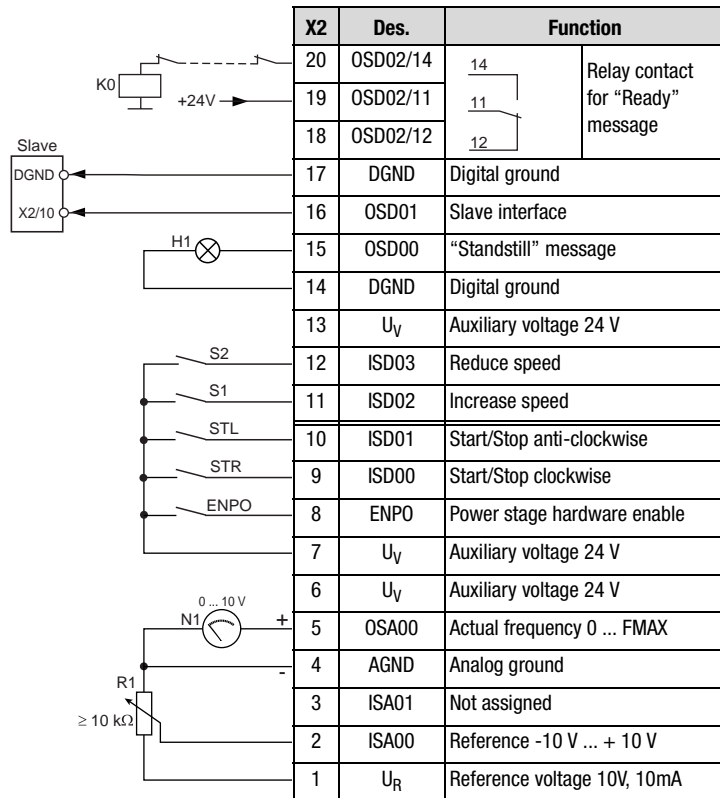 X2 Des. Function
20 OSD02/14 14 Relay contact for “Ready” message
K0
+24V 19 OSD02/11 11
18 OSD02/12 12
Slave
DGND 17 DGND Digital ground
X2/10 16 OSD01 Slave interface
H1 15 OSD00 “Standstill” message
14 DGND Digital ground
13 UV Auxiliary voltage 24 V
S2 12 ISD03 Reduce speed
S1 11 ISD02 Increase speed
STL 10 ISD01 Start/Stop anti-clockwise
STR 9 ISD00 Start/Stop clockwise
ENPO 8 ENPO Power stage hardware enable
7 UV Auxiliary voltage 24 V
6 UV Auxiliary voltage 24 V
0 ... 10 V
N1 + 5 OSA00 Actual frequency 0 ... FMAX
- 4 AGND Analog ground
R1
≥ 10 kΩ 3 ISA01 Not assigned
2 ISA00 Reference -10 V ... + 10 V
1 UR Reference voltage 10V, 10mA